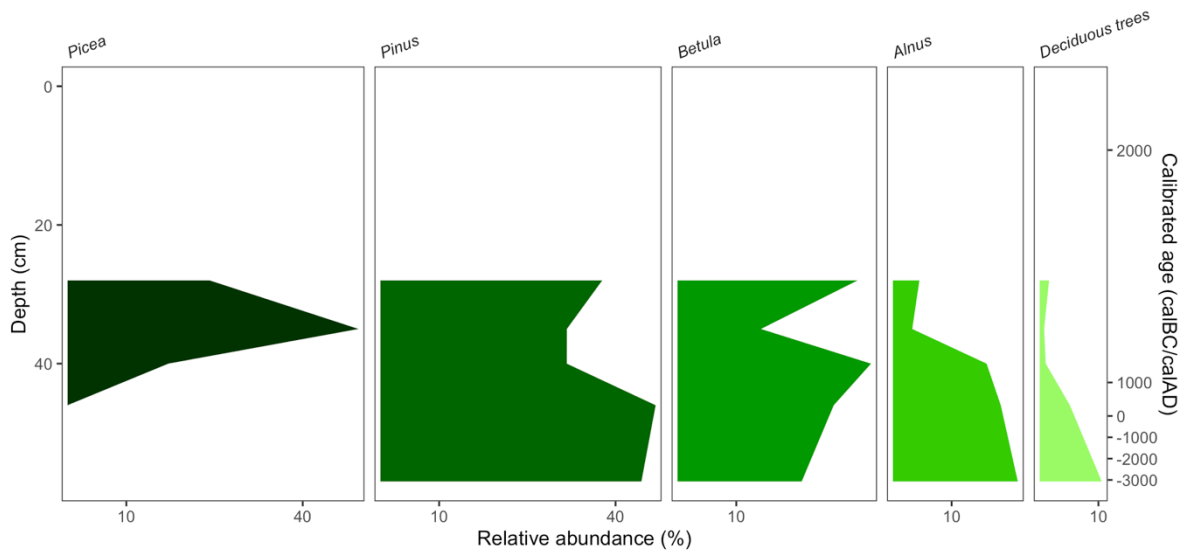 Picea
Pinus
Betula
Alnus
Deciduous trees
0
20
40
Depth (cm)
2000
1000
0
-1000
-2000
-3000
Calibrated age (calBC/calAD)
10 40
10 40
10
10
10
Relative abundance (%)